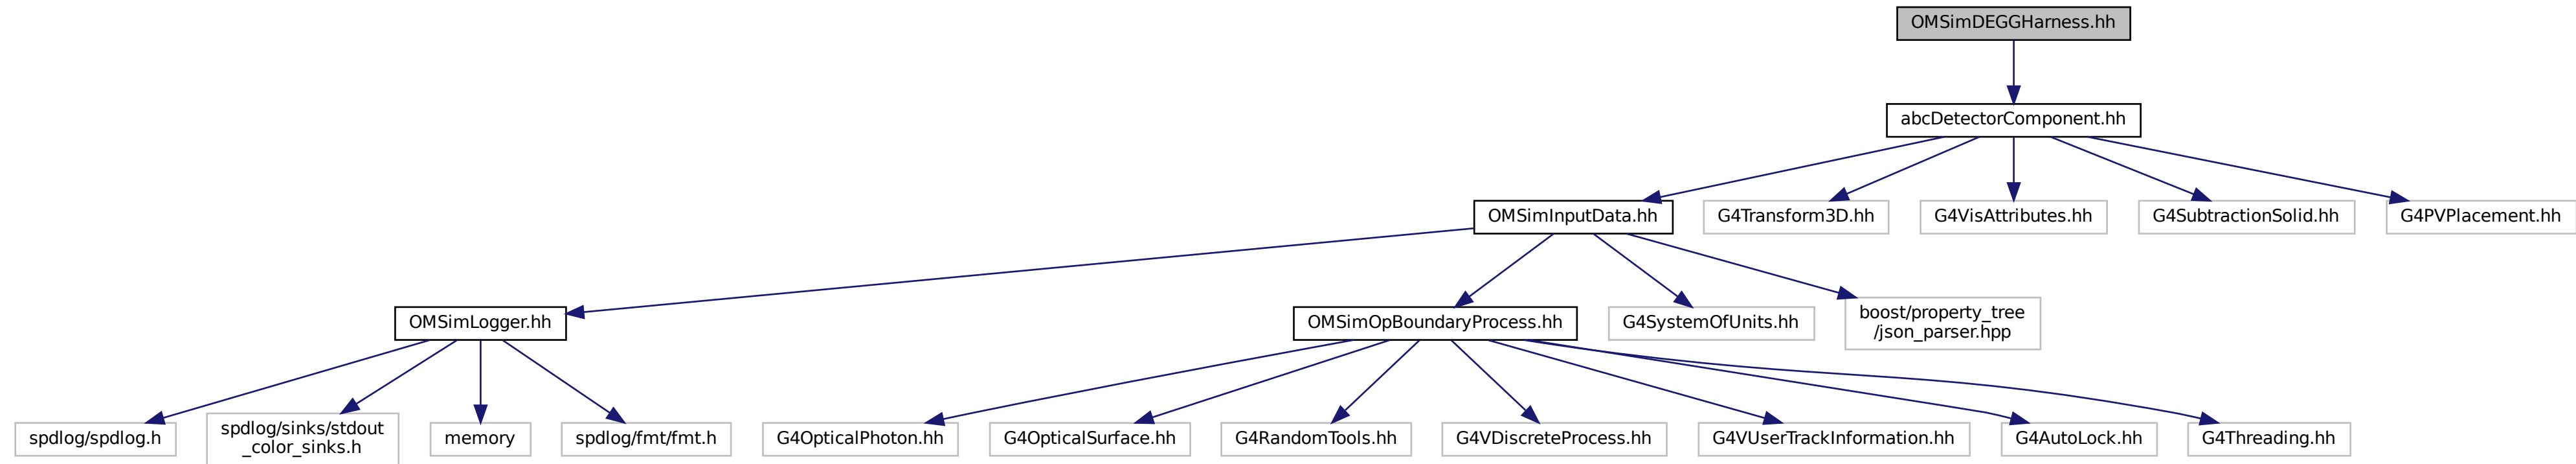 OMSimDEGGHarness.hh
abcDetectorComponent.hh
OMSimInputData.hh
G4Transform3D.hh
G4VisAttributes.hh
G4SubtractionSolid.hh
G4PVPlacement.hh
OMSimLogger.hh
OMSimOpBoundaryProcess.hh
G4SystemOfUnits.hh
boost/property_tree
/json_parser.hpp
spdlog/spdlog.h
spdlog/sinks/stdout
_color_sinks.h
memory
spdlog/fmt/fmt.h
G4OpticalPhoton.hh
G4OpticalSurface.hh
G4RandomTools.hh
G4VDiscreteProcess.hh
G4VUserTrackInformation.hh
G4AutoLock.hh
G4Threading.hh